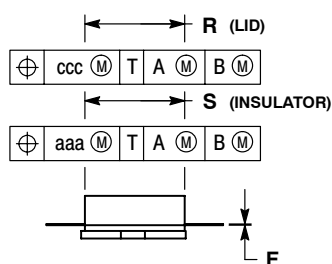 R (LID)
⌖ ccc Ⓜ T A Ⓜ B Ⓜ
S (INSULATOR)
⌖ aaa Ⓜ T A Ⓜ B Ⓜ
F